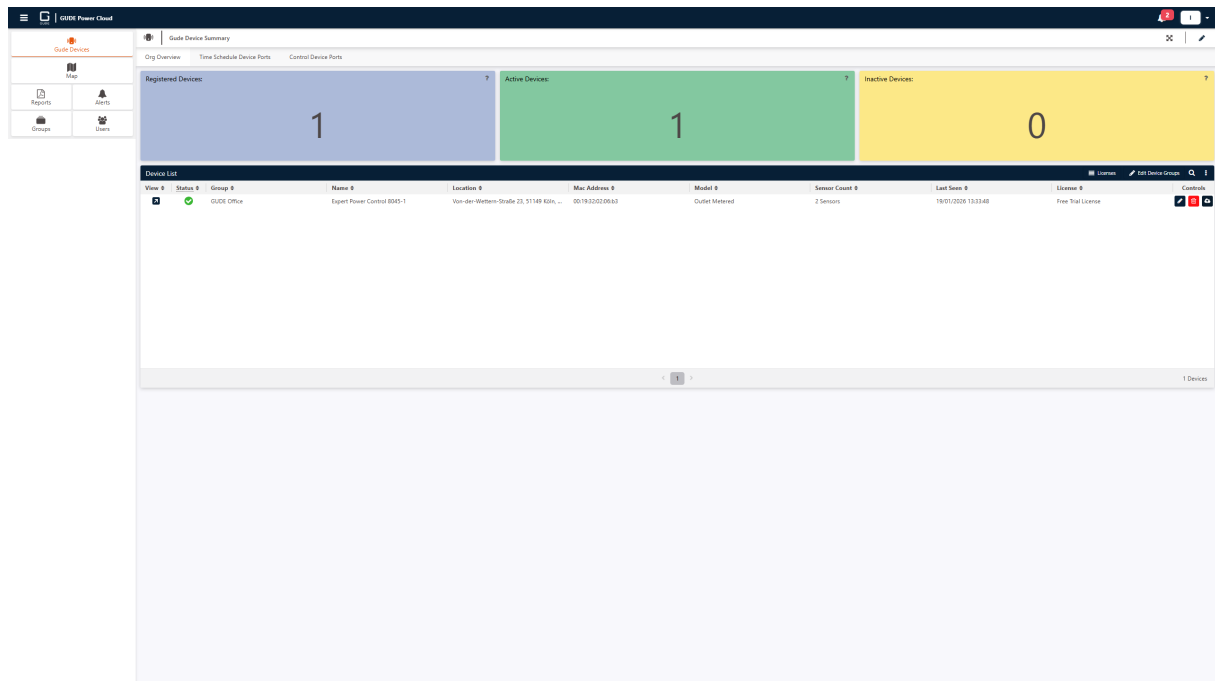 GUDE Power Cloud
2
I
Gude Devices
Map
Reports
Alerts
Groups
Users
Gude Device Summary
Org Overview
Time Schedule Device Ports
Control Device Ports
Registered Devices:
?
1
Active Devices:
?
1
Inactive Devices:
?
0
Device List
Licenses
Edit Device Groups
View Status Group Name Location Mac Address Model Sensor Count Last Seen License Controls
GUDE Office Expert Power Control 8045-1 Von-der-Wettern-Straße 23, 51149 Köln, ... 00:19:32:02:06:b3 Outlet Metered 2 Sensors 19/01/2026 13:33:48 Free Trial License
1
1 Devices